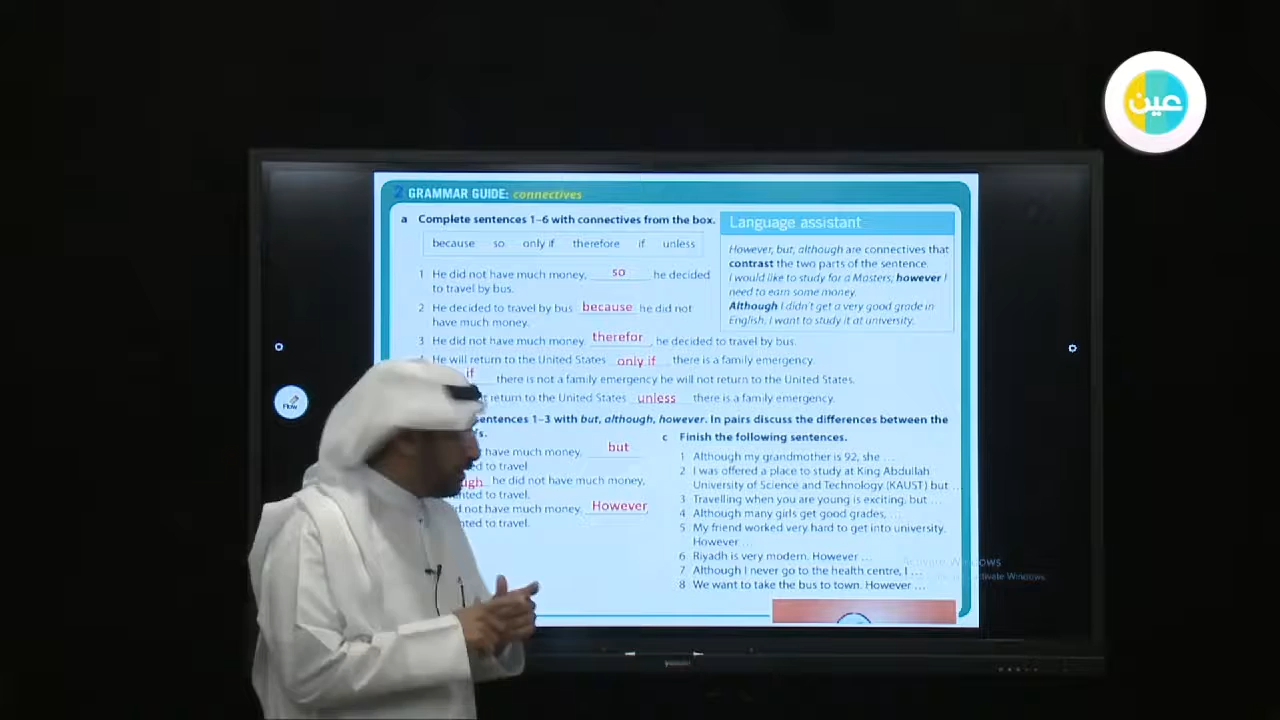 عين
2 GRAMMAR GUIDE: connectives
a Complete sentences 1–6 with connectives from the box.
because so only if therefore if unless
1 He did not have much money, so he decided
to travel by bus.
2 He decided to travel by bus because he did not
have much money.
3 He did not have much money. therefor, he decided to travel by bus.
He will return to the United States only if there is a family emergency.
if there is not a family emergency he will not return to the United States.
return to the United States unless there is a family emergency.
Language assistant
However, but, although are connectives that
contrast the two parts of the sentence.
I would like to study for a Masters; however I
need to earn some money.
Although I didn't get a very good grade in
English, I want to study it at university.
sentences 1–3 with but, although, however. In pairs discuss the differences between the
have much money, but
to travel
he did not have much money,
to travel.
not have much money. However,
to travel.
c Finish the following sentences.
1 Although my grandmother is 92, she ...
2 I was offered a place to study at King Abdullah
University of Science and Technology (KAUST) but ...
3 Travelling when you are young is exciting, but ...
4 Although many girls get good grades, ...
5 My friend worked very hard to get into university.
However ...
6 Riyadh is very modern. However ...
7 Although I never go to the health centre, I ...
8 We want to take the bus to town. However ...
Flow